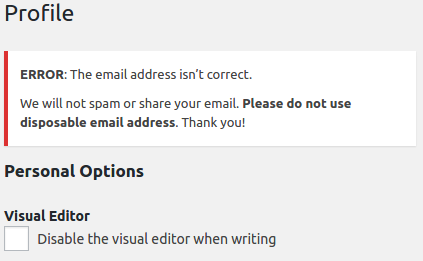 Profile
ERROR: The email address isn’t correct.
We will not spam or share your email. Please do not use
disposable email address. Thank you!
Personal Options
Visual Editor
Disable the visual editor when writing